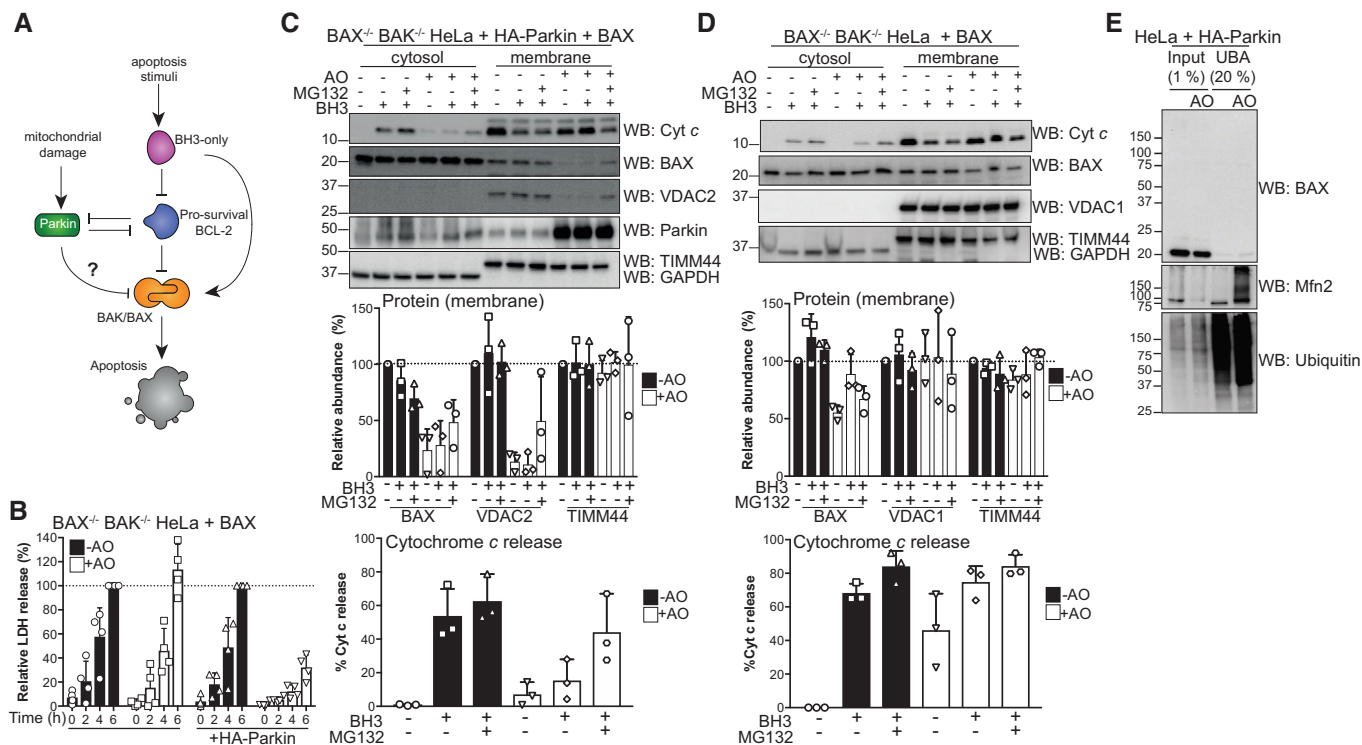 A
apoptosis
stimuli
mitochondrial
damage
BH3-only
Parkin
Pro-survival
BCL-2
?
BAK/BAX
Apoptosis
B
BAX-/- BAK-/- HeLa + BAX
-AO
+AO
Relative LDH release (%)
140
120
100
80
60
40
20
0
Time (h)
0 2 4 6 0 2 4 6 0 2 4 6 0 2 4 6
+HA-Parkin
C
BAX-/- BAK-/- HeLa + HA-Parkin + BAX
cytosol membrane
AO - - - + + + - - - + + +
MG132 - - + - - + - - + - - +
BH3 - + + - + + - + + - + +
10 WB: Cyt c
20 WB: BAX
37
25 WB: VDAC2
50 WB: Parkin
37 WB: TIMM44
WB: GAPDH
Protein (membrane)
Relative abundance (%)
150
100
50
0
-AO
+AO
BH3 - + + - + + - + + - + + - + + - + +
MG132 - - + - - + - - + - - + - - + - - +
BAX VDAC2 TIMM44
Cytochrome c release
% Cyt c release
100
80
60
40
20
0
-AO
+AO
BH3 - + + - + +
MG132 - - + - - +
D
BAX-/- BAK-/- HeLa + BAX
cytosol membrane
AO - - - + + + - - - + + +
MG132 - - + - - + - - + - - +
BH3 - + + - + + - + + - + +
10 WB: Cyt c
20 WB: BAX
37 WB: VDAC1
37 WB: TIMM44
WB: GAPDH
Protein (membrane)
Relative abundance (%)
150
100
50
0
-AO
+AO
BH3 - + + - + + - + + - + + - + + - + +
MG132 - - + - - + - - + - - + - - + - - +
BAX VDAC1 TIMM44
Cytochrome c release
%Cyt c release
100
80
60
40
20
0
-AO
+AO
BH3 - + + - + +
MG132 - - + - - +
E
HeLa + HA-Parkin
Input UBA
(1 %) (20 %)
AO AO
150
100
75
50
37
25
20
WB: BAX
150
100
75
WB: Mfn2
150
100
75
50
37
25
WB: Ubiquitin